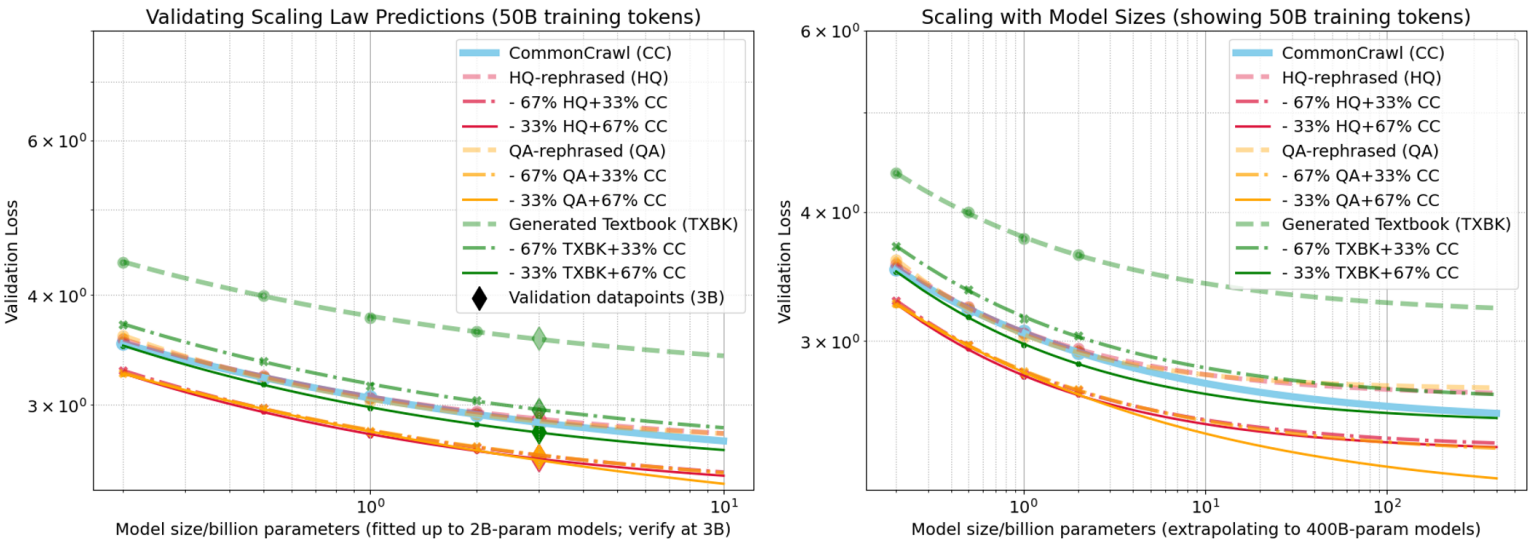 Validating Scaling Law Predictions (50B training tokens)
Validation Loss
6 × 10⁰
4 × 10⁰
3 × 10⁰
CommonCrawl (CC)
HQ-rephrased (HQ)
- 67% HQ+33% CC
- 33% HQ+67% CC
QA-rephrased (QA)
- 67% QA+33% CC
- 33% QA+67% CC
Generated Textbook (TXBK)
- 67% TXBK+33% CC
- 33% TXBK+67% CC
Validation datapoints (3B)
10⁰
10¹
Model size/billion parameters (fitted up to 2B-param models; verify at 3B)
Scaling with Model Sizes (showing 50B training tokens)
Validation Loss
6 × 10⁰
4 × 10⁰
3 × 10⁰
CommonCrawl (CC)
HQ-rephrased (HQ)
- 67% HQ+33% CC
- 33% HQ+67% CC
QA-rephrased (QA)
- 67% QA+33% CC
- 33% QA+67% CC
Generated Textbook (TXBK)
- 67% TXBK+33% CC
- 33% TXBK+67% CC
10⁰
10¹
10²
Model size/billion parameters (extrapolating to 400B-param models)